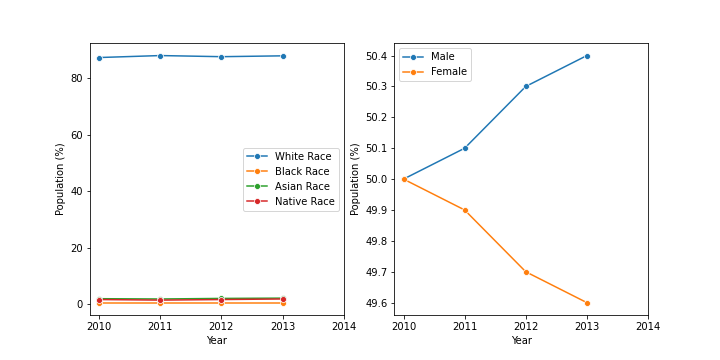 80
60
40
20
0
Population (%)
2010 2011 2012 2013 2014
Year
White Race
Black Race
Asian Race
Native Race
50.4
50.3
50.2
50.1
50.0
49.9
49.8
49.7
49.6
Population (%)
2010 2011 2012 2013 2014
Year
Male
Female